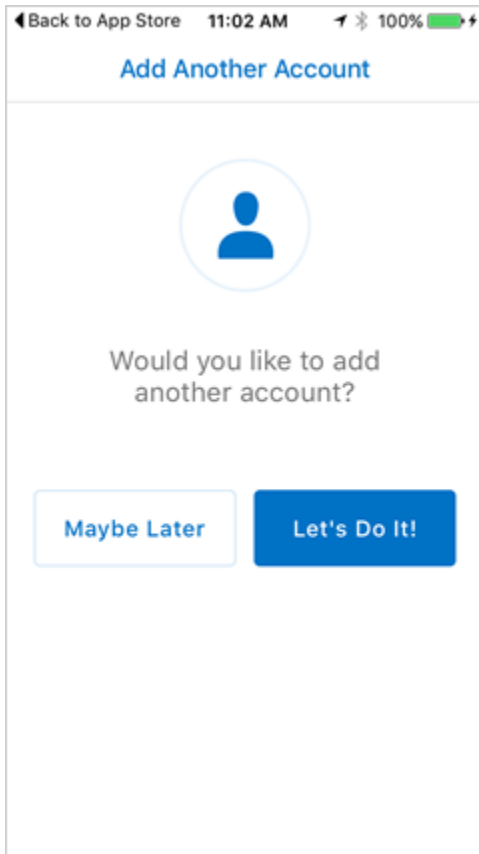 Back to App Store 11:02 AM 100%
Add Another Account
Would you like to add
another account?
Maybe Later Let's Do It!